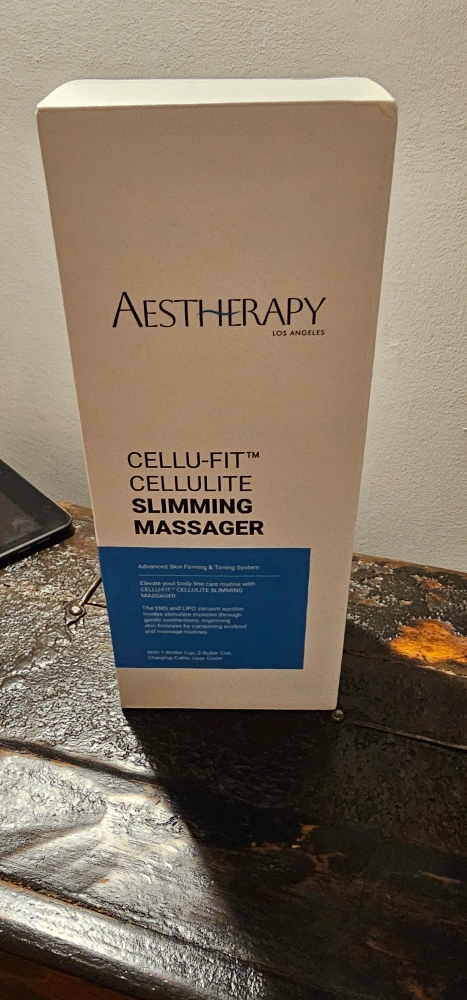 AESTHERAPY
LOS ANGELES
CELLU-FIT™
CELLULITE
SLIMMING
MASSAGER
Advanced Skin Firming & Toning System
Elevate your body line care routine with
CELLU-FIT™ CELLULITE SLIMMING
MASSAGER.
The EMS and LIPO vacuum suction
modes stimulate muscles through
gentle contractions, improving
skin firmness by combining workout
and massage routines.
With 1-Roller Cup, 2-Roller Cup,
Charging Cable, User Guide